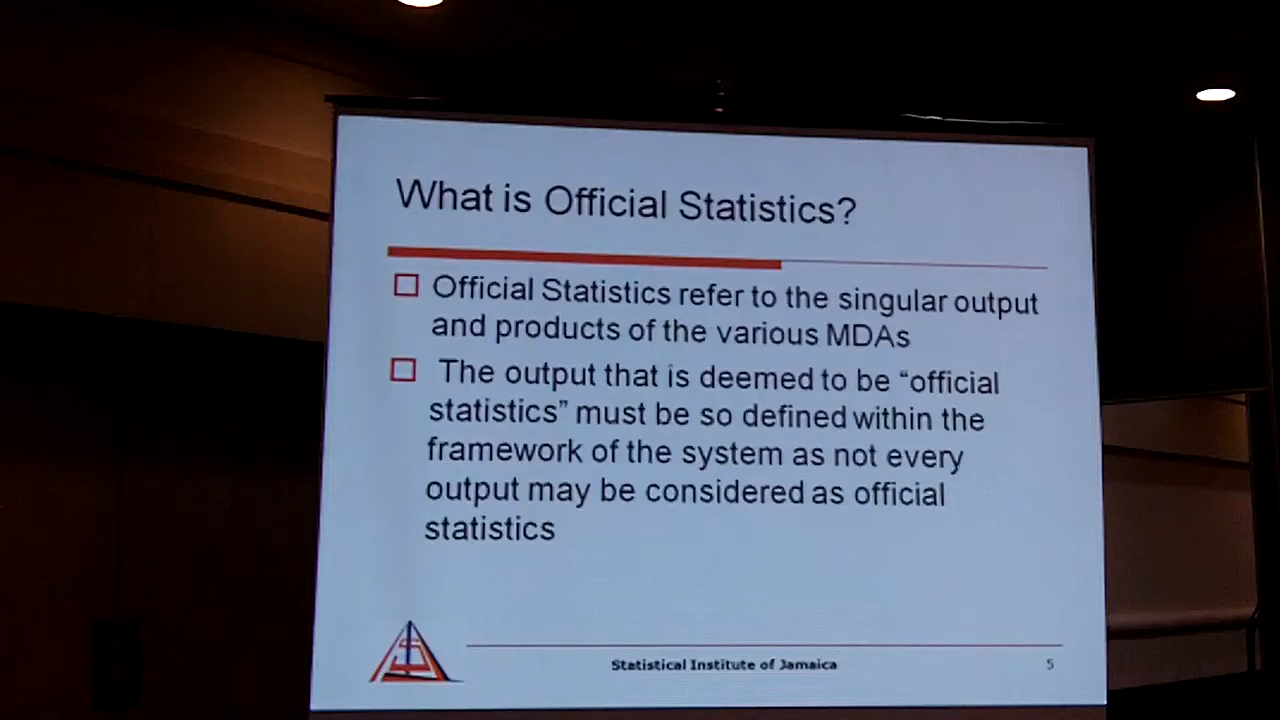 What is Official Statistics?
Official Statistics refer to the singular output
and products of the various MDAs
The output that is deemed to be “official
statistics” must be so defined within the
framework of the system as not every
output may be considered as official
statistics
Statistical Institute of Jamaica
5